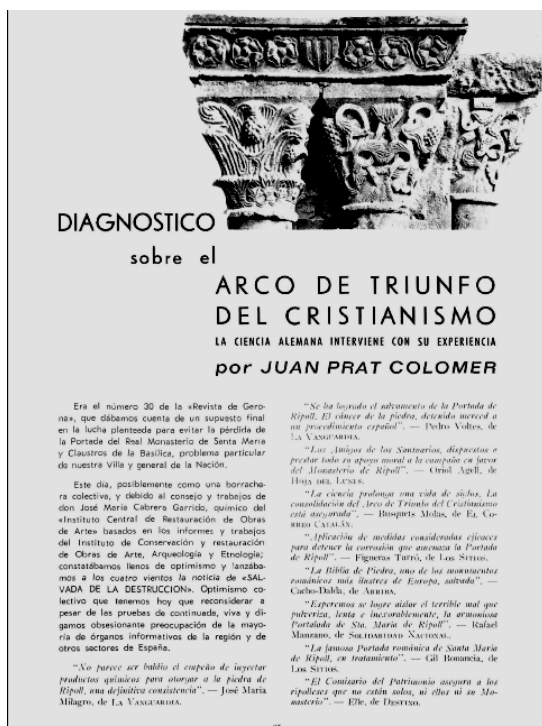 DIAGNOSTICO
sobre el
ARCO DE TRIUNFO
DEL CRISTIANISMO
LA CIENCIA ALEMANA INTERVIENE CON SU EXPERIENCIA
por JUAN PRAT COLOMER
Era el número 30 de la «Revista de Gero-
na», que dábamos cuenta de un supuesto final
en la lucha planteada para evitar la pérdida de
la Portada del Real Monasterio de Santa María
y Claustros de la Basílica, problema particular
de nuestra Villa y general de la Nación.
Este día, posiblemente como una borrache-
ra colectiva, y debido al consejo y trabajos de
don José María Cabrera Garrido, químico del
«Instituto Central de Restauración de Obras
de Arte» basados en los informes y trabajos
del Instituto de Conservación y restauración
de Obras de Arte, Arqueología y Etnología;
constatábamos llenos de optimismo y lanzába-
mos a los cuatro vientos la noticia de «SAL-
VADA DE LA DESTRUCCION». Optimismo co-
lectivo que tenemos hoy que reconsiderar a
pesar de las pruebas de continuada, viva y di-
gamos obsesionante preocupación de la mayo-
ría de órganos informativos de la región y de
otros sectores de España.
"No parece ser baldío el empeño de inyectar
productos químicos para otorgar a la piedra de
Ripoll, una definitiva consistencia". — José María
Milagro, de LA VANGUARDIA.
"Se ha logrado el salvamento de la Portada de
Ripoll. El cáncer de la piedra, detenido merced a
un procedimiento español". — Pedro Voltes, de
LA VANGUARDIA.
"Los Amigos de los Santuarios, dispuestos a
prestar todo su apoyo moral a la campaña en favor
del Monasterio de Ripoll". — Oriol Agell, de
HOJA DEL LUNES.
"La ciencia prolonga una vida de siglos. La
consolidación del Arco de Triunfo del Cristianismo
está asegurada". — Busquets Molas, de EL CO-
RREO CATALÁN.
"Aplicación de medidas consideradas eficaces
para detener la corrosión que amenaza la Portada
de Ripoll". — Figueras Turró, de LOS SITIOS.
"La Biblia de Piedra, uno de los monumentos
románicos más ilustres de Europa, salvada". —
Cacho-Dalda, de ARRIBA.
"Esperemos se logre aislar el terrible mal que
pulveriza, lenta e inexorablemente, la armoniosa
Portalada de Sta. María de Ripoll". — Rafael
Manzano, de SOLIDARIDAD NACIONAL.
"La famosa Portada románica de Santa María
de Ripoll, en tratamiento". — Gil Bonancia, de
LOS SITIOS.
"El Comisario del Patrimonio asegura a los
ripolleses que no están solos, ni ellos ni su Mo-
nasterio". — Elle, de DESTINO.